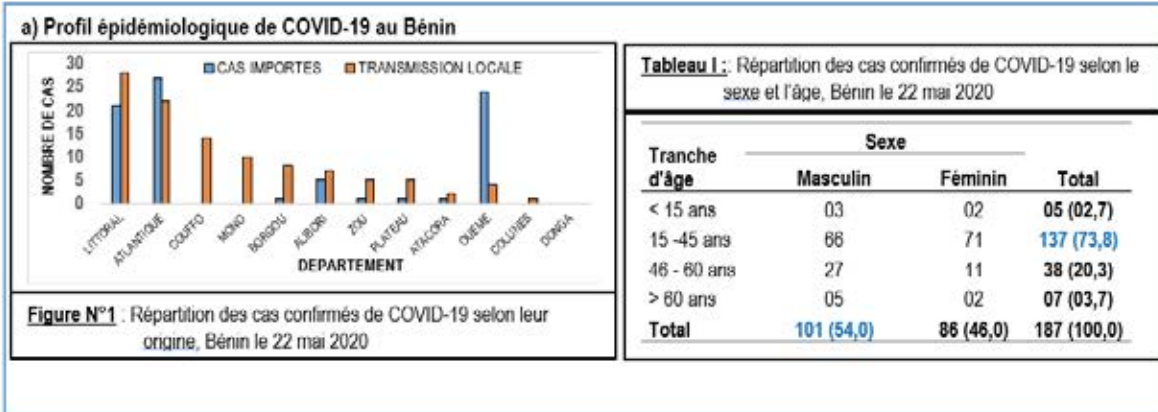 a) Profil épidémiologique de COVID-19 au Bénin
30
25
20
15
10
5
0
NOMBRE DE CAS
CAS IMPORTES
TRANSMISSION LOCALE
LITTORAL
ATLANTIQUE
COUFFO
MONO
BORGOU
ALIBORI
ZOU
PLATEAU
ATACORA
OUEME
COLLINES
DONGA
DEPARTEMENT
Figure N°1 : Répartition des cas confirmés de COVID-19 selon leur
origine, Bénin le 22 mai 2020
Tableau I :: Répartition des cas confirmés de COVID-19 selon le
sexe et l'âge, Bénin le 22 mai 2020
Tranche d'âge Sexe
Masculin Féminin Total
< 15 ans 03 02 05 (02,7)
15 -45 ans 66 71 137 (73,8)
46 - 60 ans 27 11 38 (20,3)
> 60 ans 05 02 07 (03,7)
Total 101 (54,0) 86 (46,0) 187 (100,0)